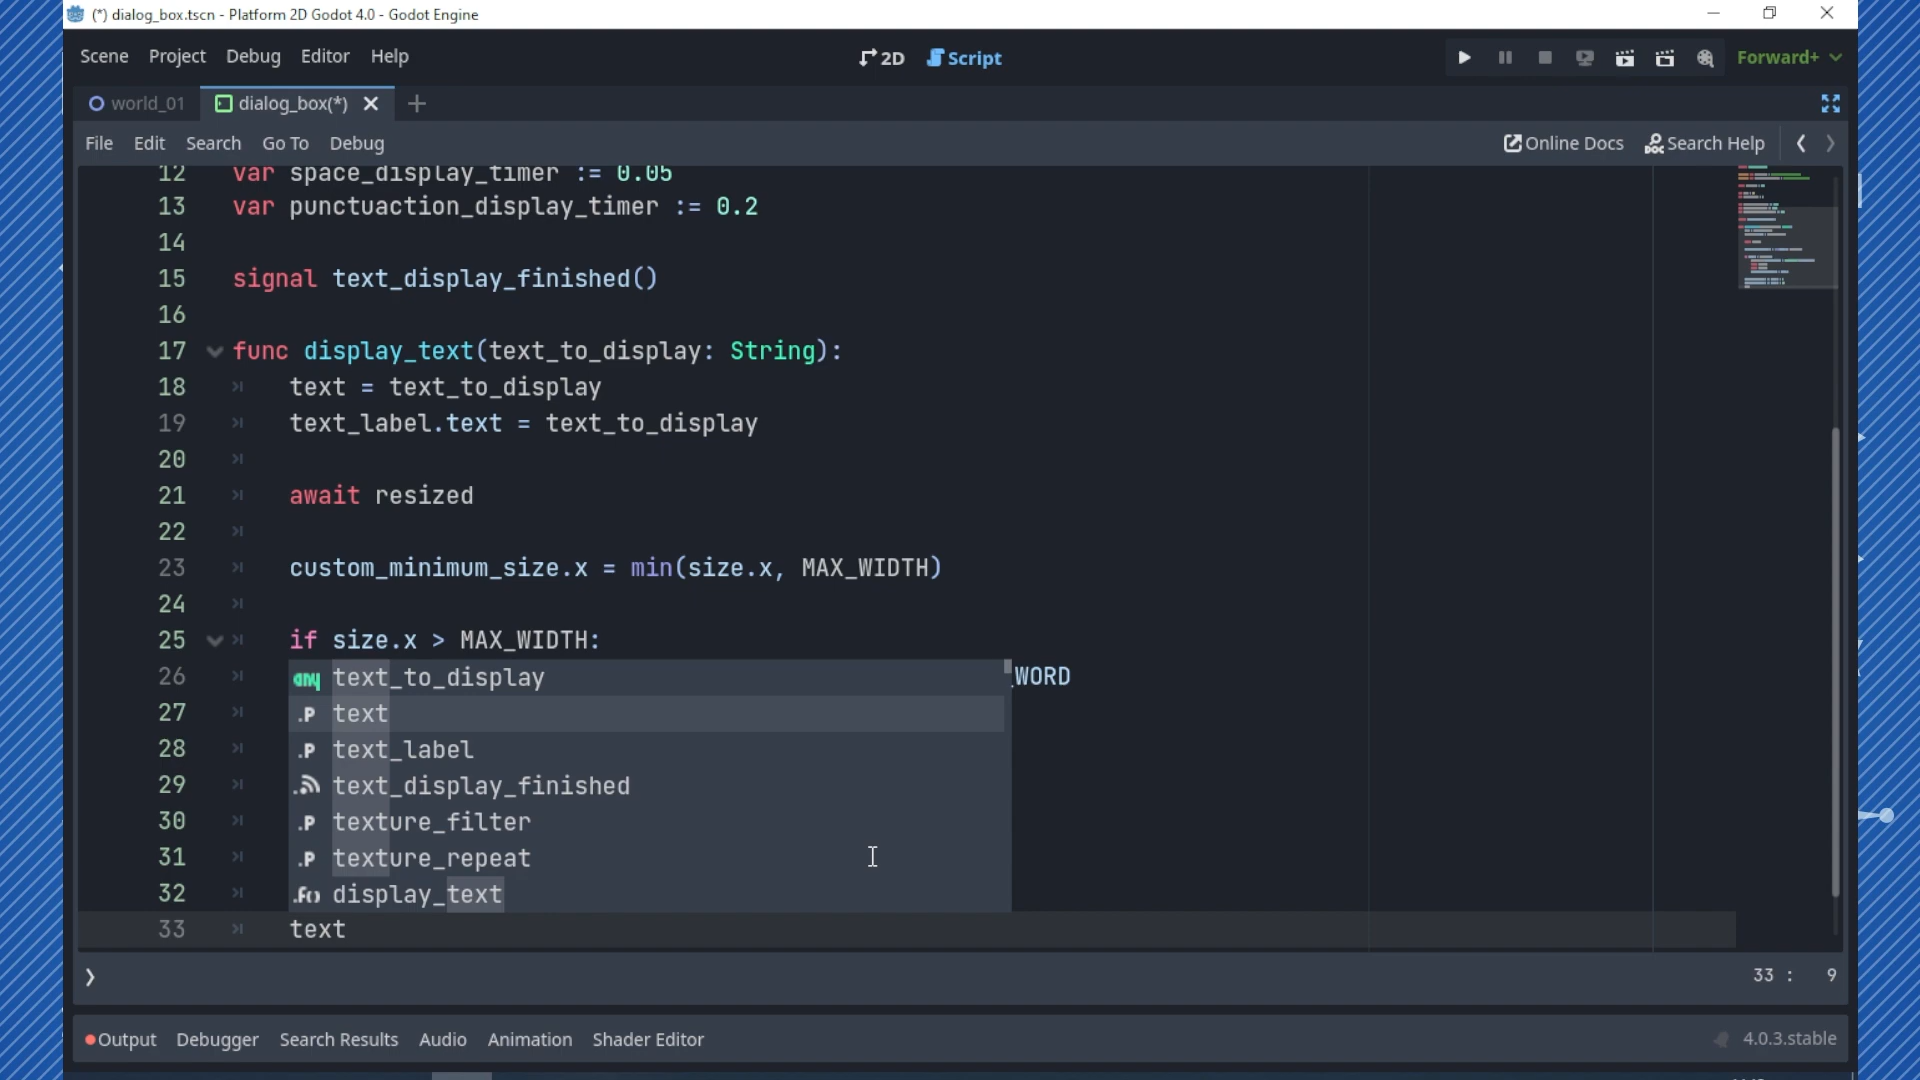 (*) dialog_box.tscn - Platform 2D Godot 4.0 - Godot Engine
Scene Project Debug Editor Help 2D Script Forward+
world_01 dialog_box(*)
File Edit Search Go To Debug Online Docs Search Help
12 var space_display_timer := 0.05
13 var punctuaction_display_timer := 0.2
14
15 signal text_display_finished()
16
17 func display_text(text_to_display: String):
18 text = text_to_display
19 text_label.text = text_to_display
20
21 await resized
22
23 custom_minimum_size.x = min(size.x, MAX_WIDTH)
24
25 if size.x > MAX_WIDTH:
26 any text_to_display _WORD
27 .P text
28 .P text_label
29 text_display_finished
30 .P texture_filter
31 .P texture_repeat
32 .f() display_text
33 text
33 : 9
Output Debugger Search Results Audio Animation Shader Editor 4.0.3.stable